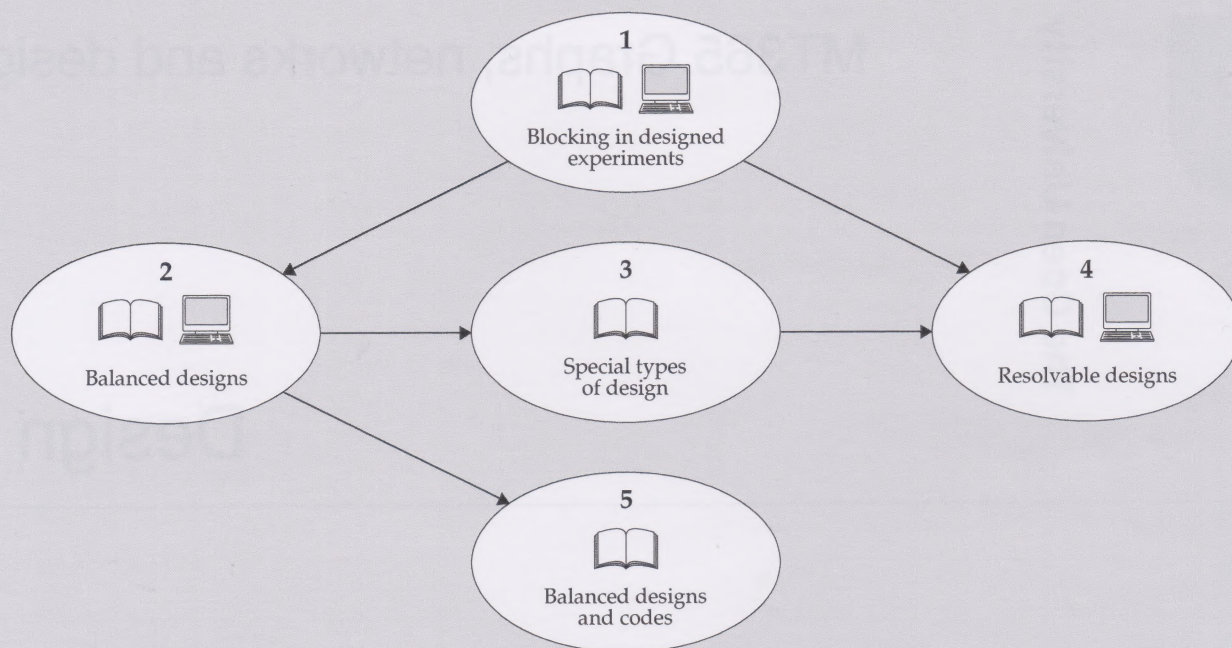 MT365 Graphs, networks and design
1
Blocking in designed
experiments
2
Balanced designs
3
Special types
of design
4
Resolvable designs
Design
5
Balanced designs
and codes